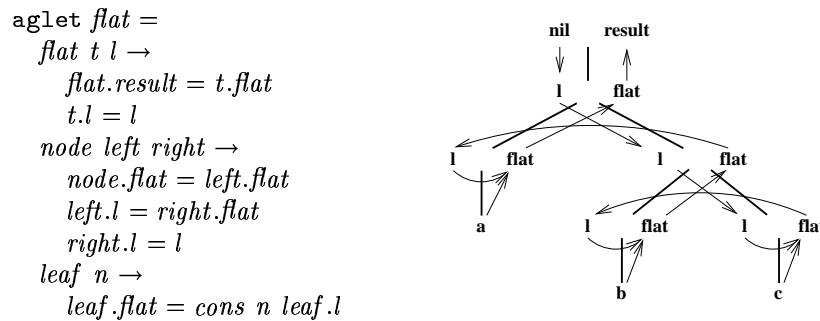 aglet flat =
flat t l →
flat.result = t.flat
t.l = l
node left right →
node.flat = left.flat
left.l = right.flat
right.l = l
leaf n →
leaf.flat = cons n leaf.l
nil result
l flat
l flat l flat
a l flat l flat
b c